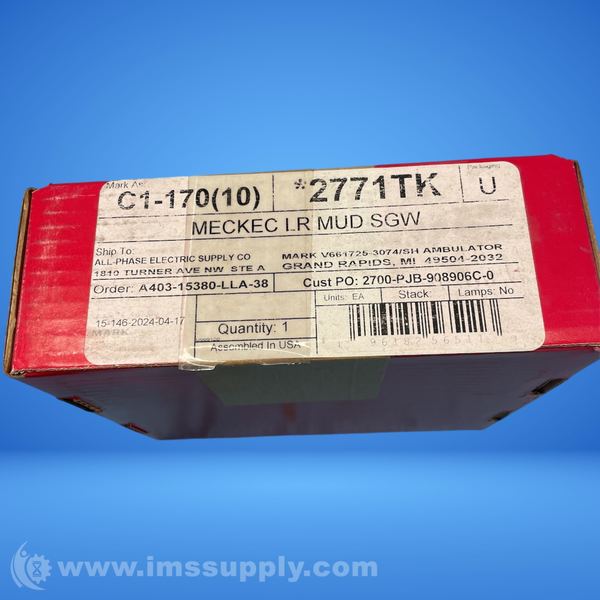 Mark As
C1-170(10)
*2771TK
Packaging
U
MECKEC I.R MUD SGW
Ship To:
ALL-PHASE ELECTRIC SUPPLY CO
1819 TURNER AVE NW STE A
MARK V661725-3074/SH AMBULATOR
GRAND RAPIDS, MI 49504-2032
Order: A403-15380-LLA-38
Cust PO: 2700-PJB-908906C-0
Units: EA
Stack:
Lamps: No
15-146-2024-04-17
MARK
Quantity: 1
Assembled In USA
www.imssupply.com